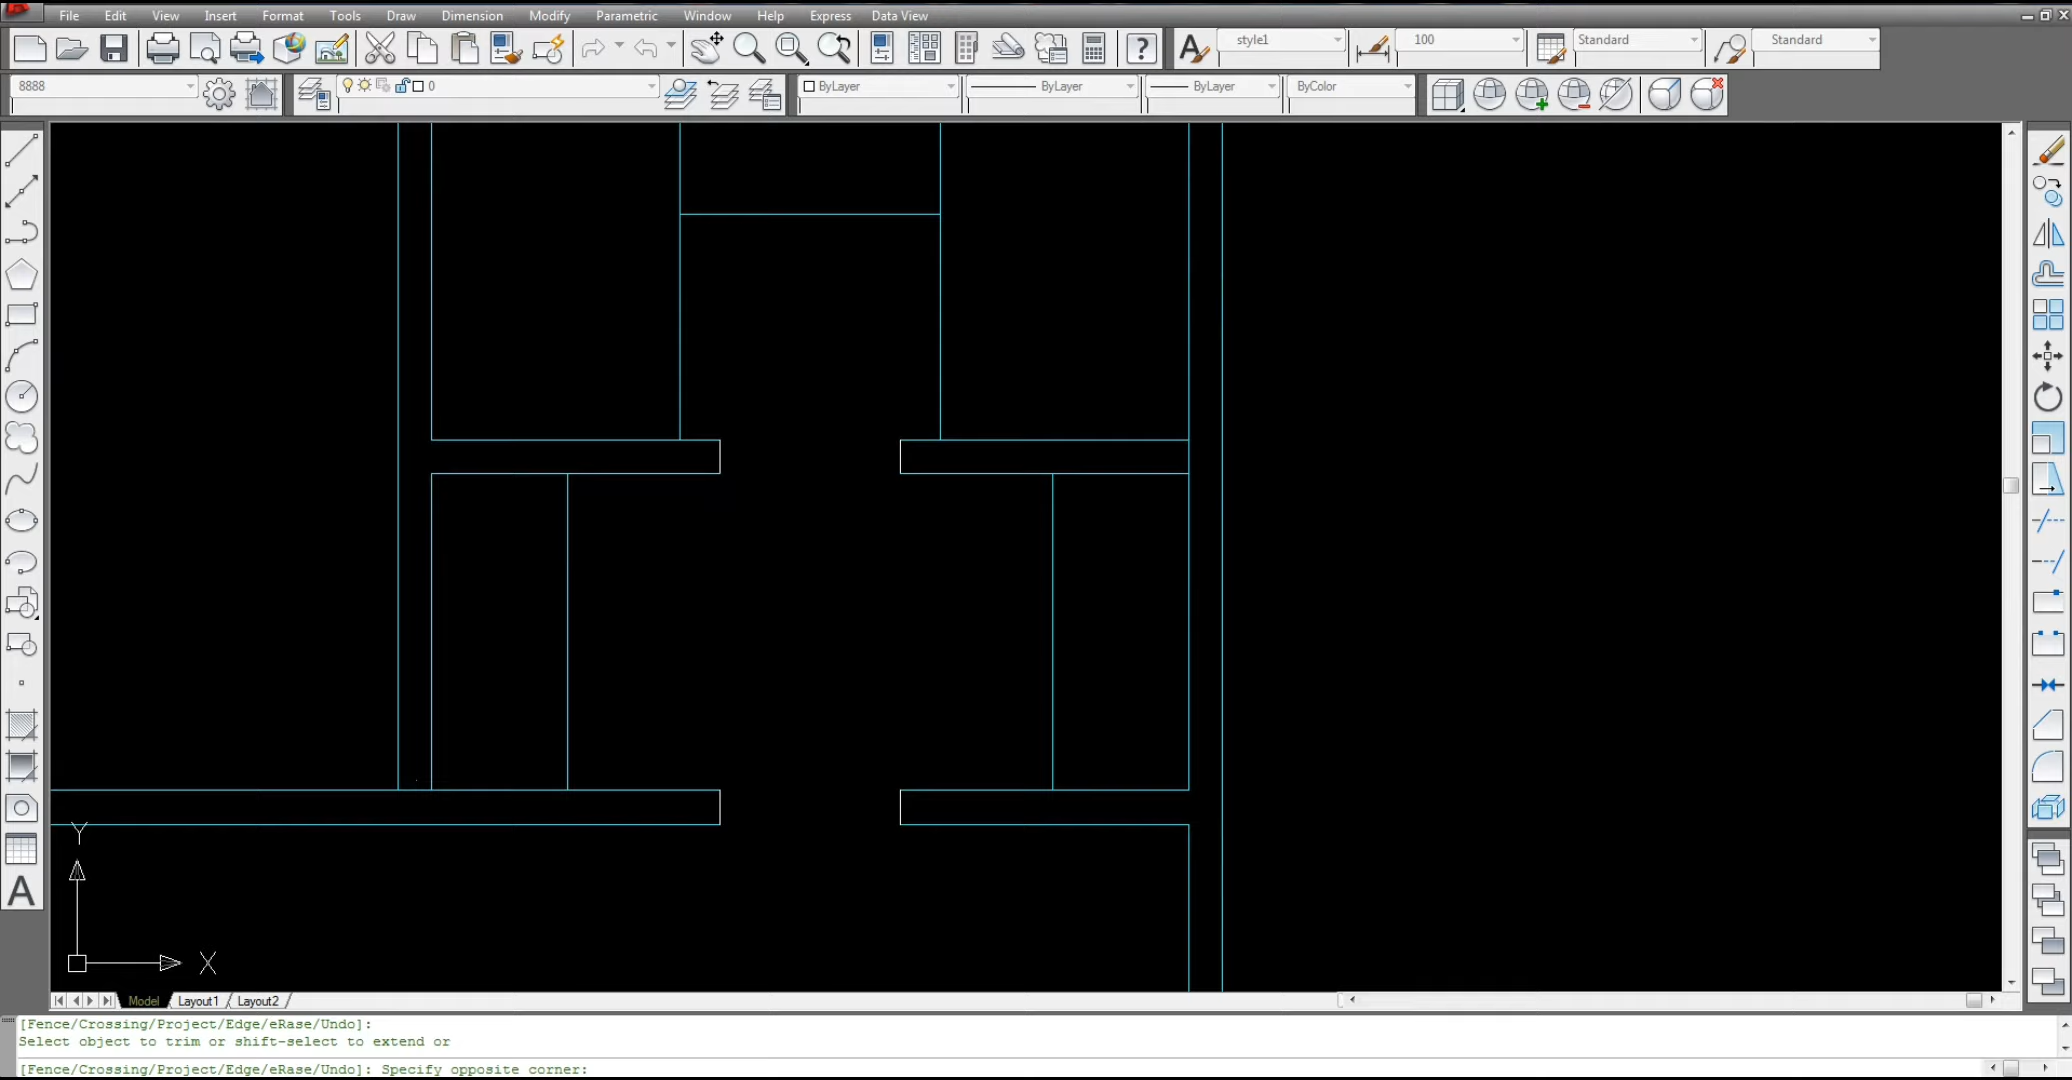 File Edit View Insert Format Tools Draw Dimension Modify Parametric Window Help Express Data View
style1 100 Standard Standard
8888 0 ByLayer ByLayer ByLayer ByColor
A
Y
X
Model Layout1 Layout2
[Fence/Crossing/Project/Edge/eRase/Undo]:
Select object to trim or shift-select to extend or
[Fence/Crossing/Project/Edge/eRase/Undo]: Specify opposite corner: